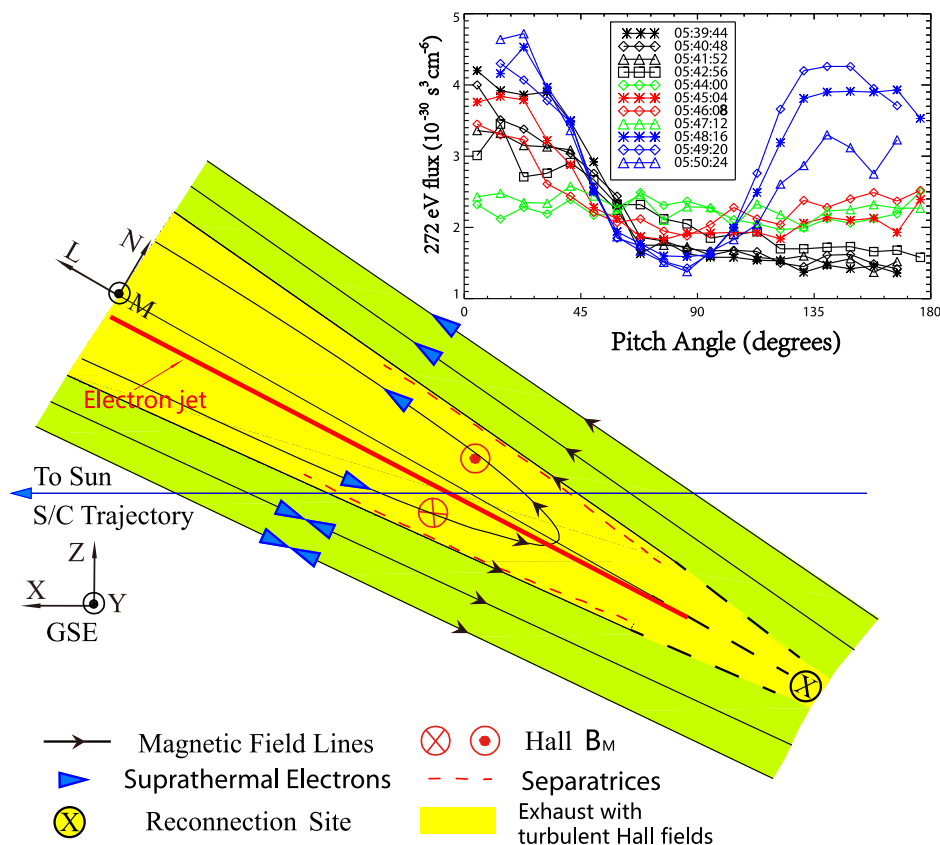 5
4
3
2
1
272 eV flux (10⁻³⁰ s³ cm⁻⁶)
05:39:44
05:40:48
05:41:52
05:42:56
05:44:00
05:45:04
05:46:08
05:47:12
05:48:16
05:49:20
05:50:24
0 45 90 135 180
Pitch Angle (degrees)
N
L
M
Electron jet
To Sun
S/C Trajectory
Z
X
Y
GSE
X
Magnetic Field Lines
Hall B_M
Suprathermal Electrons
Separatrices
X Reconnection Site
Exhaust with
turbulent Hall fields